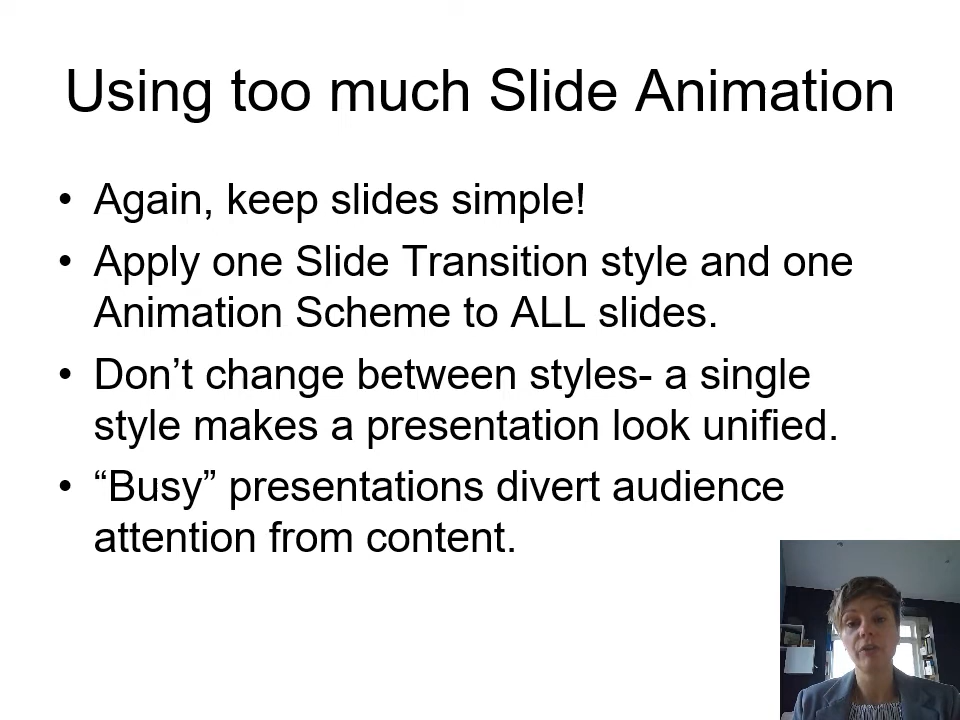 Using too much Slide Animation
• Again, keep slides simple!
• Apply one Slide Transition style and one
Animation Scheme to ALL slides.
• Don’t change between styles- a single
style makes a presentation look unified.
• “Busy” presentations divert audience
attention from content.